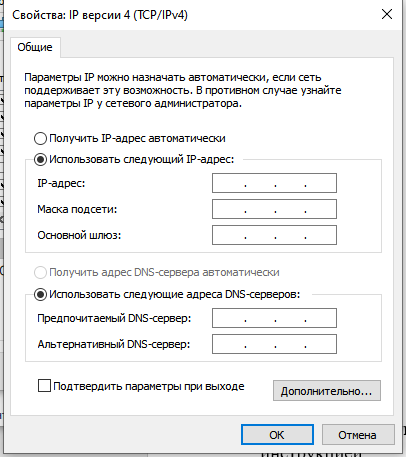 Свойства: IP версии 4 (TCP/IPv4)
Общие
Параметры IP можно назначать автоматически, если сеть
поддерживает эту возможность. В противном случае узнайте
параметры IP у сетевого администратора.
Получить IP-адрес автоматически
Использовать следующий IP-адрес:
IP-адрес:
Маска подсети:
Основной шлюз:
Получить адрес DNS-сервера автоматически
Использовать следующие адреса DNS-серверов:
Предпочитаемый DNS-сервер:
Альтернативный DNS-сервер:
Подтвердить параметры при выходе
Дополнительно...
ОК
Отмена